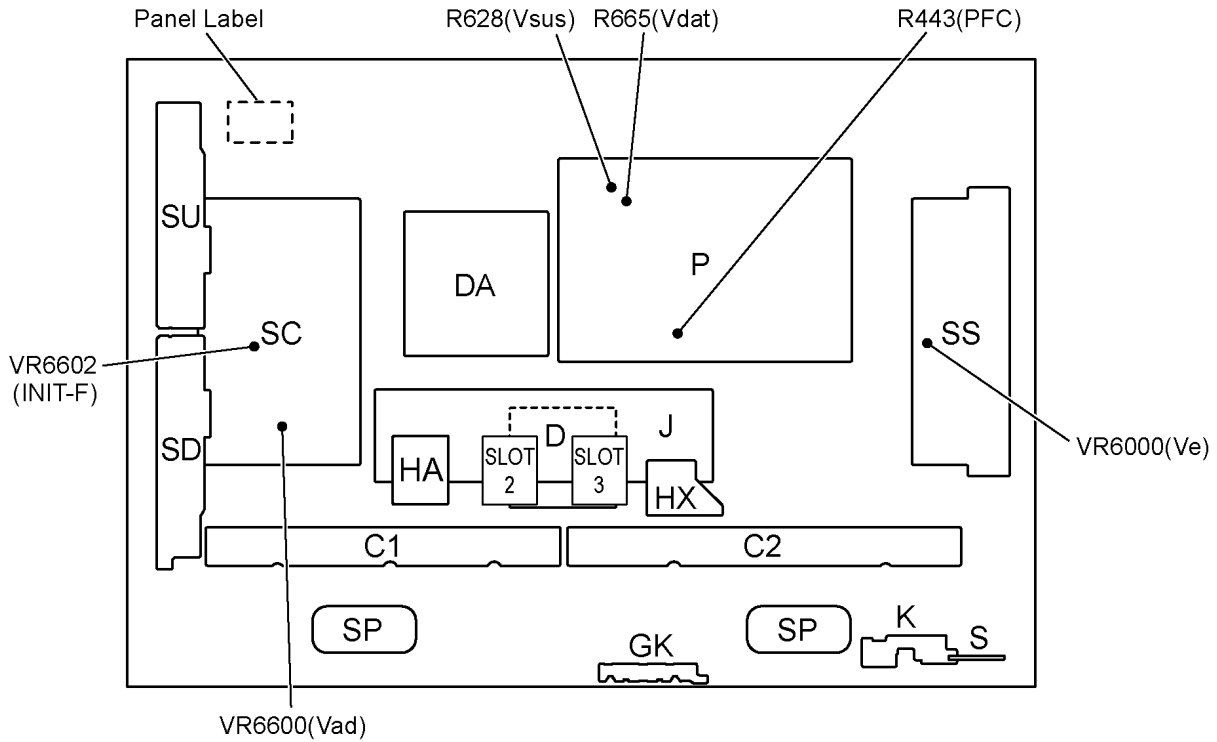 Panel Label
R628(Vsus)
R665(Vdat)
R443(PFC)
SU
SC
DA
P
SS
VR6602
(INIT-F)
SD
VR6000(Ve)
J
D
HA
SLOT
2
SLOT
3
HX
C1
C2
SP
SP
K
S
GK
VR6600(Vad)